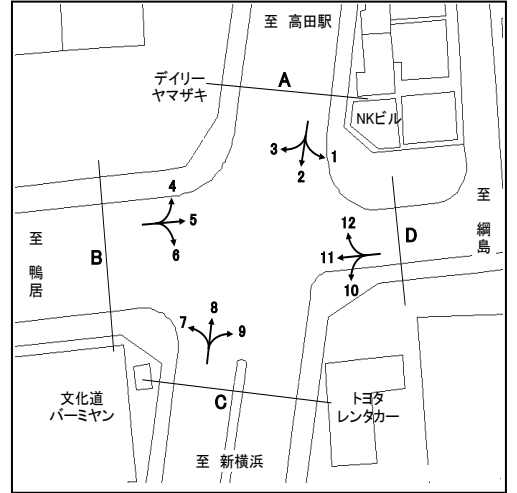 至 高田駅
デイリー
ヤマザキ
A
NKビル
3
2
1
4
5
6
至
鴨
居
B
12
11
10
D
至
綱
島
7
8
9
文化道
バーミヤン
C
トヨタ
レンタカー
至 新横浜